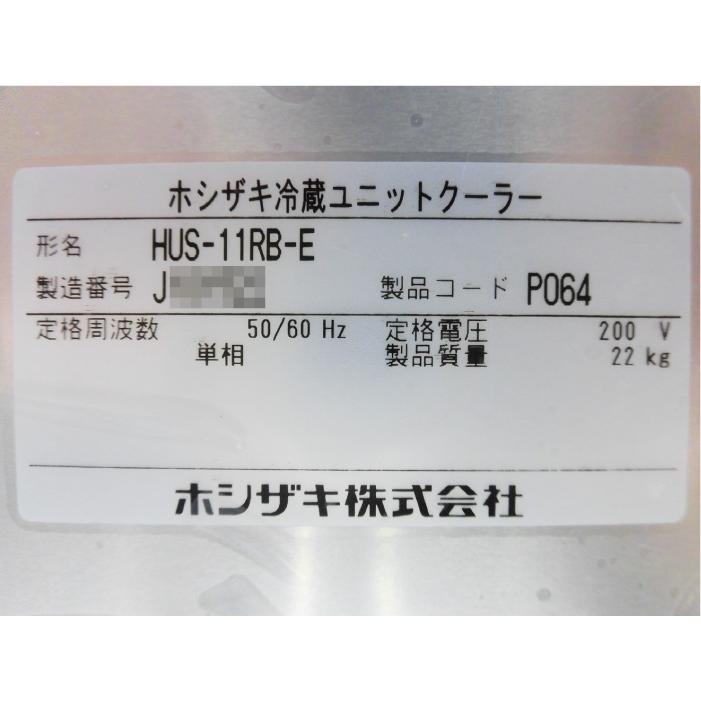 ホシザキ冷蔵ユニットクーラー
形名 HUS-11RB-E
製造番号 J 製品コード P064
定格周波数 50/60 Hz 定格電圧 200 V
単相 製品質量 22 kg
ホシザキ株式会社